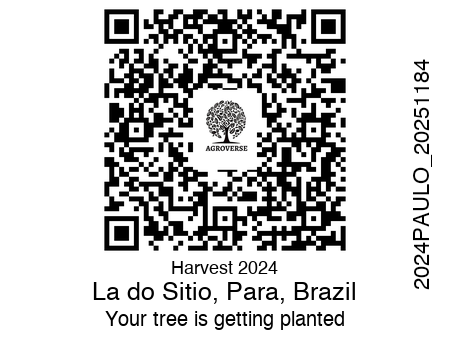 AGROVERSE
Harvest 2024
La do Sitio, Para, Brazil
Your tree is getting planted
2024PAULO_20251184